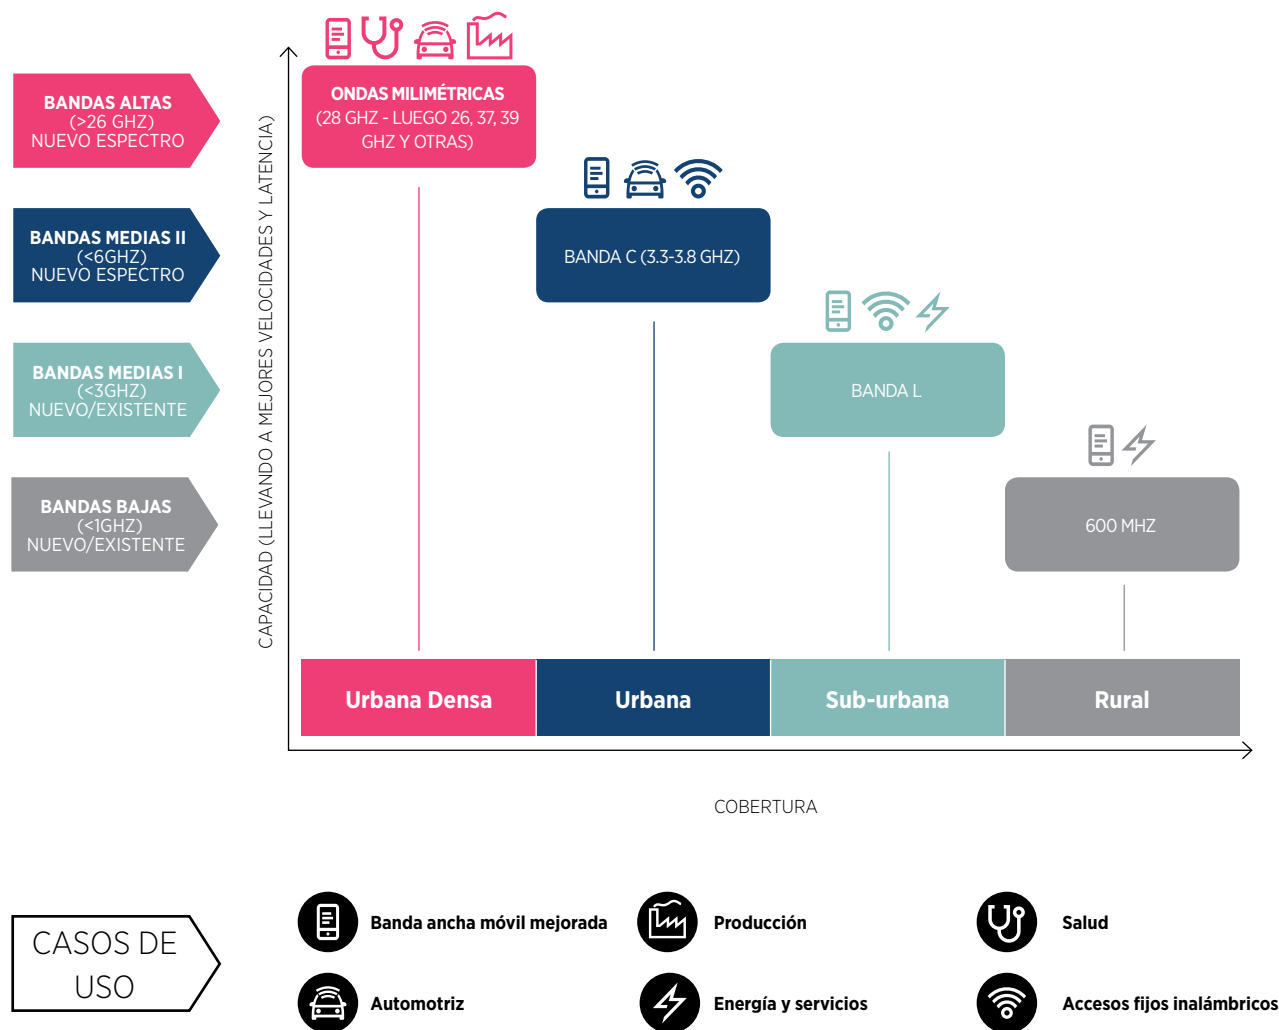 BANDAS ALTAS
(>26 GHZ)
NUEVO ESPECTRO
BANDAS MEDIAS II
(<6GHZ)
NUEVO ESPECTRO
BANDAS MEDIAS I
(<3GHZ)
NUEVO/EXISTENTE
BANDAS BAJAS
(<1GHZ)
NUEVO/EXISTENTE
CAPACIDAD (LLEVANDO A MEJORES VELOCIDADES Y LATENCIA)
ONDAS MILIMÉTRICAS
(28 GHZ - LUEGO 26, 37, 39
GHZ Y OTRAS)
BANDA C (3.3-3.8 GHZ)
BANDA L
600 MHZ
Urbana Densa
Urbana
Sub-urbana
Rural
COBERTURA
CASOS DE
USO
Banda ancha móvil mejorada
Producción
Salud
Automotriz
Energía y servicios
Accesos fijos inalámbricos